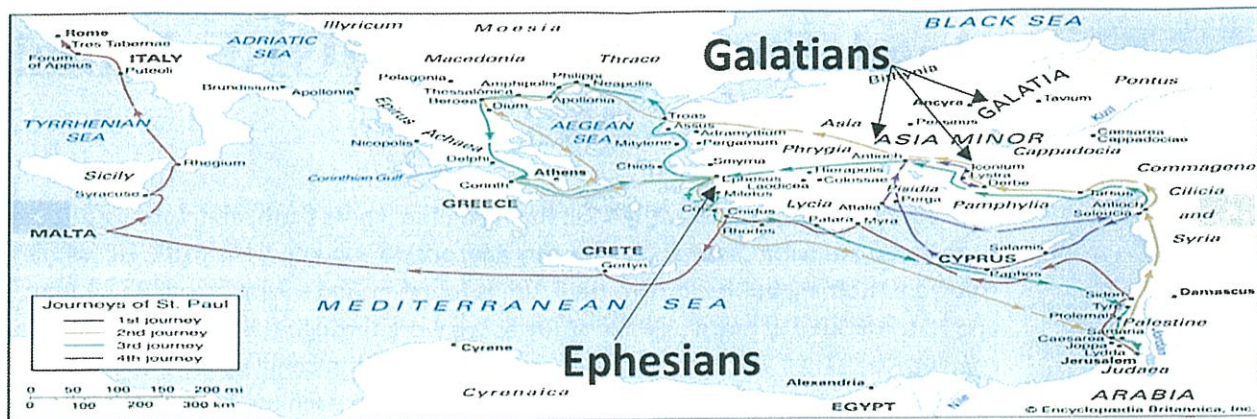 BLACK SEA
Illyricum
Moesia
Rome
Tres Tabernae
ADRIATIC
SEA
Macedonia
Thrace
Philippi
Galatians
Forum
of Appius
ITALY
Puteoli
Pelagonia
Amphipolis
Neapolis
Thessalonica
Bithynia
GALATIA
Pontus
Brundisium
Apollonia
Beroea
Dium
Apollonia
Ancyra
Tavium
TYRRHENIAN
SEA
Epirus
Achaea
AEGEAN
SEA
Troas
Assus
Asia
Pessinus
Adramyttium
ASIA MINOR
Caesarea
Cappadociae
Nicopolis
Mitylene
Pergamum
Phrygia
Cappadocia
Rhegium
Delphi
Chios
Smyrna
Antioch
Iconium
Commagene
Sicily
Corinthian Gulf
Athens
Ephesus
Hierapolis
Lystra
Syracuse
Corinth
Laodicea
Colossae
Derbe
Tarsus
Cilicia
GREECE
Miletus
Pisidia
Antioch
and
MALTA
Cnidus
Lycia
Attalia
Perga
Pamphylia
Seleucia
Rhodes
Patara
Myra
Syria
CRETE
Salamis
Gortyn
CYPRUS
Paphos
Journeys of St. Paul
MEDITERRANEAN SEA
Sidon
Damascus
1st journey
Tyre
2nd journey
Ptolemais
Palestine
3rd journey
Samaria
4th journey
Cyrene
Ephesians
Caesarea
Joppa
Jordan
Lydda
Jerusalem
0 50 100 150 200 mi
0 100 200 300 km
Cyrenaica
Alexandria
Judaea
EGYPT
Nile
ARABIA
© Encyclopædia Britannica, Inc.